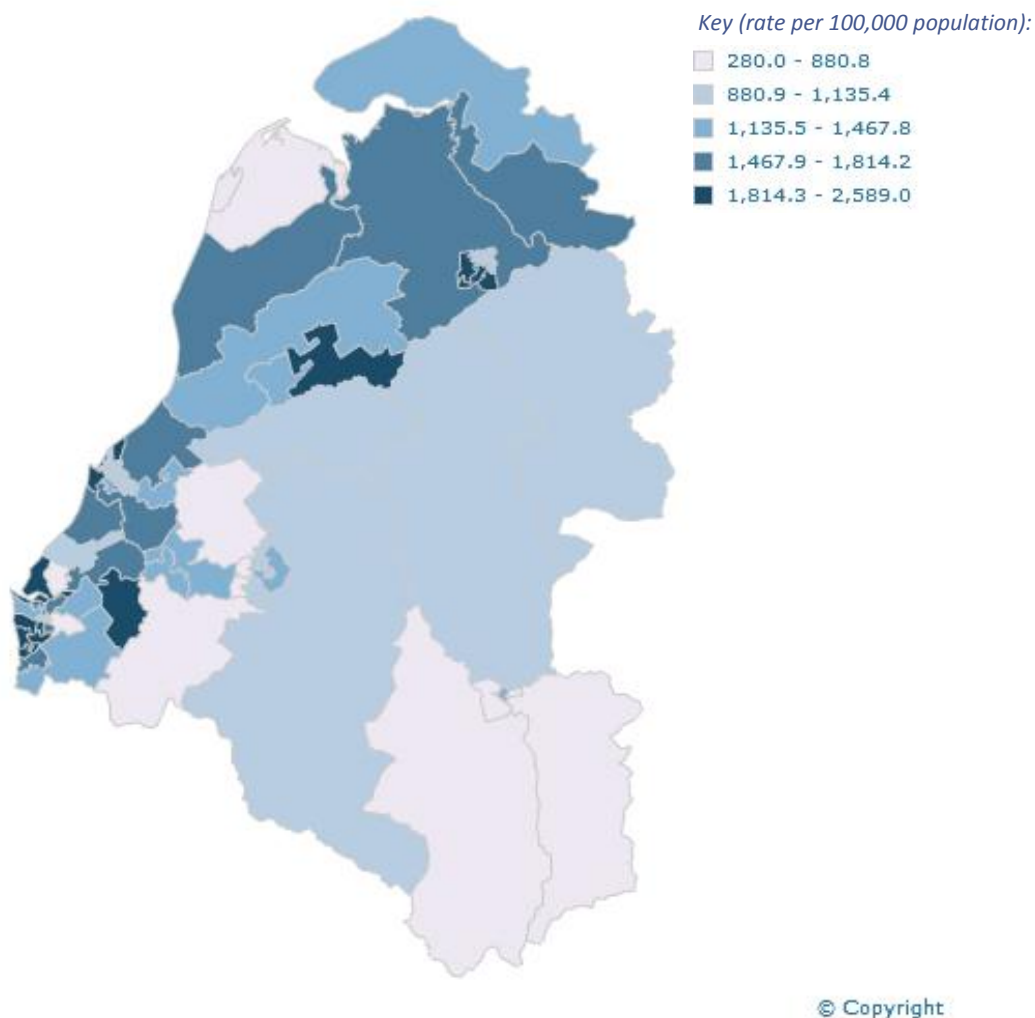 Key (rate per 100,000 population):
280.0 - 880.8
880.9 - 1,135.4
1,135.5 - 1,467.8
1,467.9 - 1,814.2
1,814.3 - 2,589.0
© Copyright